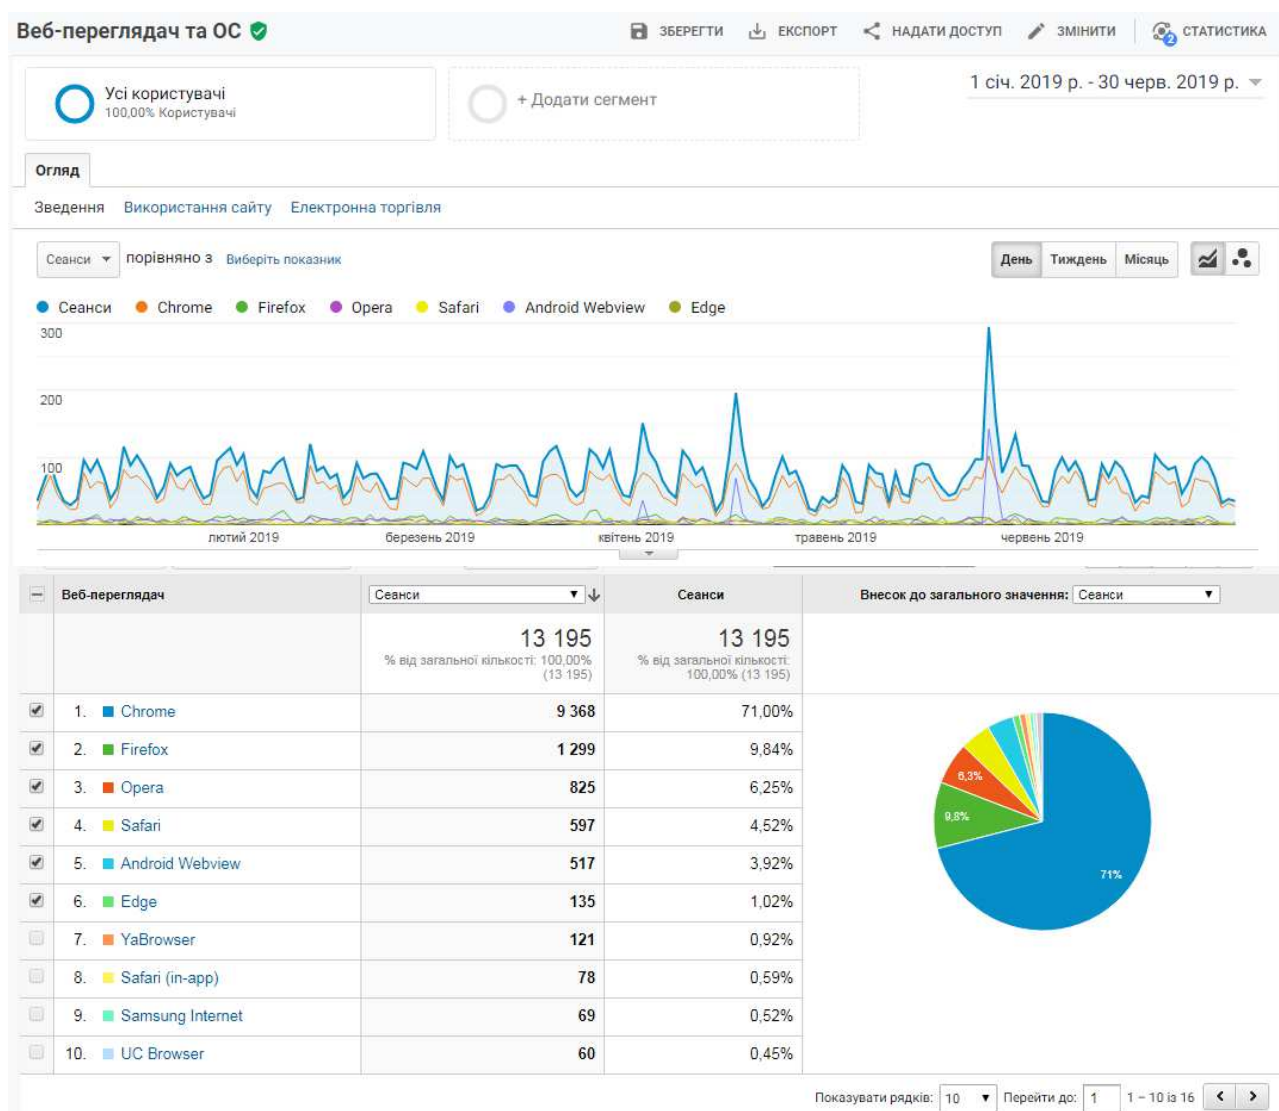 Веб-переглядач та ОС
ЗБЕРЕГТИ ЕКСПОРТ НАДАТИ ДОСТУП ЗМІНИТИ 2 СТАТИСТИКА
Усі користувачі
100,00% Користувачі
+ Додати сегмент
1 січ. 2019 р. - 30 черв. 2019 р.
Огляд
Зведення Використання сайту Електронна торгівля
Сеанси порівняно з Виберіть показник
День Тиждень Місяць
Сеанси Chrome Firefox Opera Safari Android Webview Edge
300
200
100
лютий 2019 березень 2019 квітень 2019 травень 2019 червень 2019
Веб-переглядач Сеанси Сеанси Внесок до загального значення: Сеанси
13 195 13 195
% від загальної кількості: 100,00% % від загальної кількості:
(13 195) 100,00% (13 195)
1. Chrome 9 368 71,00%
2. Firefox 1 299 9,84%
3. Opera 825 6,25%
4. Safari 597 4,52%
5. Android Webview 517 3,92%
6. Edge 135 1,02%
7. YaBrowser 121 0,92%
8. Safari (in-app) 78 0,59%
9. Samsung Internet 69 0,52%
10. UC Browser 60 0,45%
6,3%
9,8%
71%
Показувати рядків: 10 Перейти до: 1 1 – 10 із 16